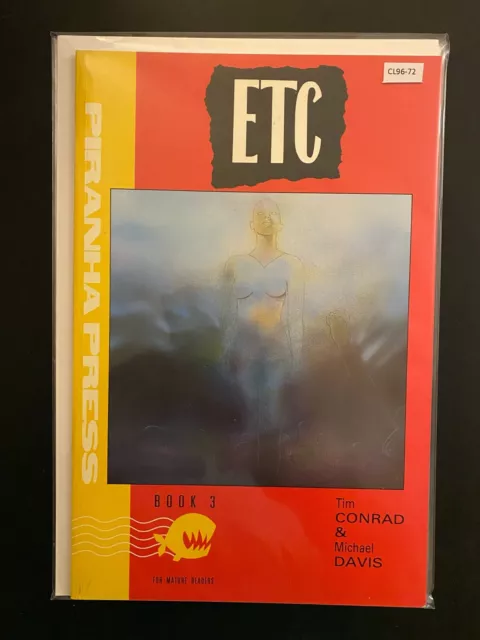 CL96-72
ETC
PIRANHA PRESS
BOOK 3
Tim
CONRAD
&
Michael
DAVIS
FOR MATURE READERS